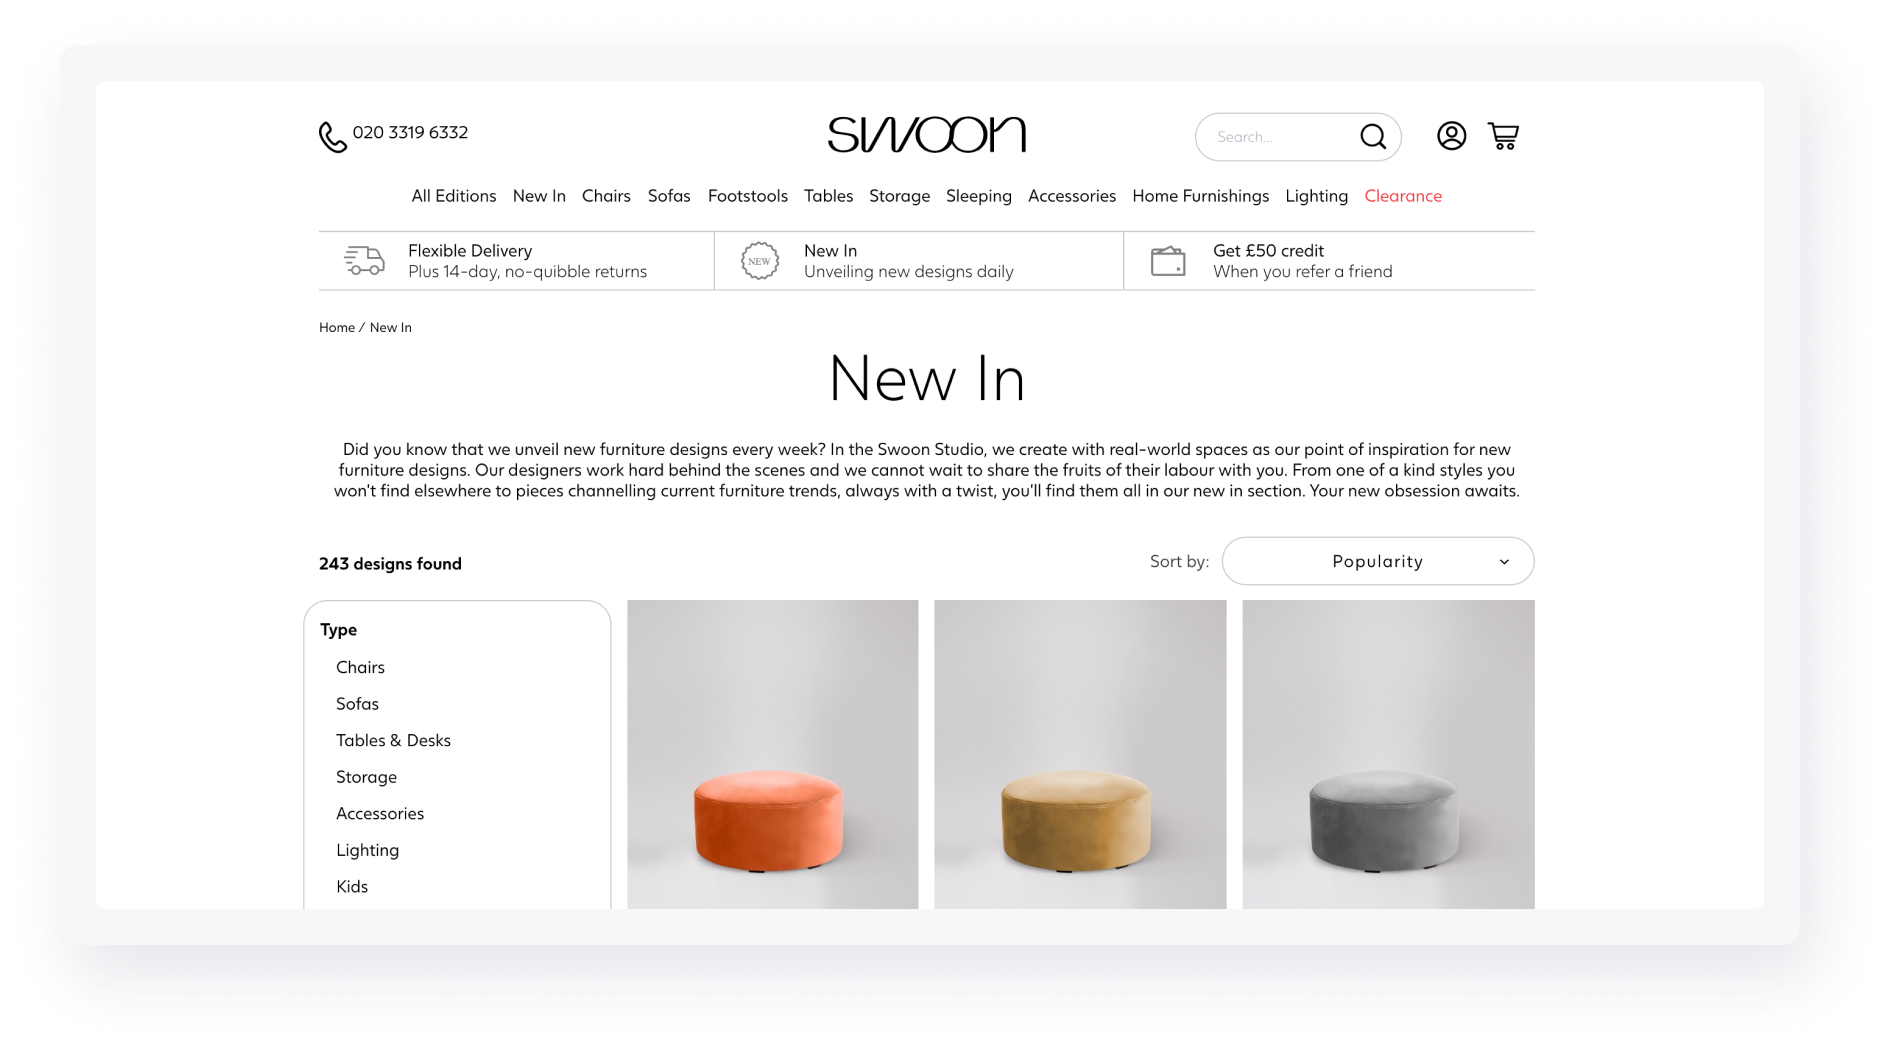 020 3319 6332
swoon
Search...
All Editions New In Chairs Sofas Footstools Tables Storage Sleeping Accessories Home Furnishings Lighting Clearance
Flexible Delivery
Plus 14-day, no-quibble returns
NEW
New In
Unveiling new designs daily
Get £50 credit
When you refer a friend
Home / New In
New In
Did you know that we unveil new furniture designs every week? In the Swoon Studio, we create with real-world spaces as our point of inspiration for new
furniture designs. Our designers work hard behind the scenes and we cannot wait to share the fruits of their labour with you. From one of a kind styles you
won't find elsewhere to pieces channelling current furniture trends, always with a twist, you'll find them all in our new in section. Your new obsession awaits.
243 designs found
Sort by: Popularity
Type
Chairs
Sofas
Tables & Desks
Storage
Accessories
Lighting
Kids